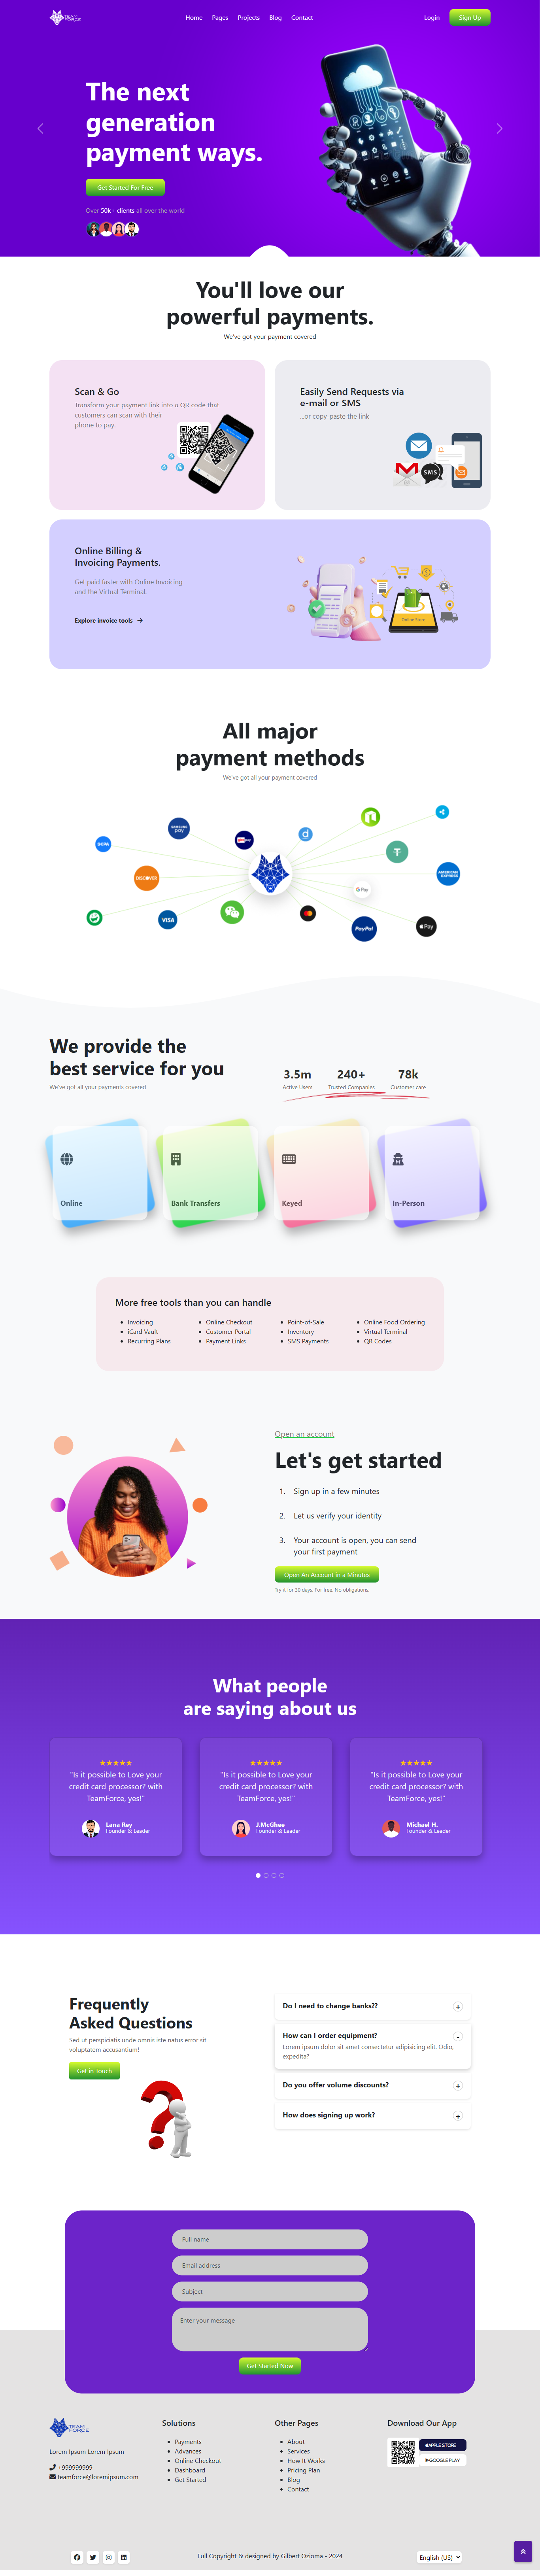 TEAM FORCE
Home Pages Projects Blog Contact
Login Sign Up
The next
generation
payment ways.
Get Started For Free
Over 50k+ clients all over the world
You'll love our
powerful payments.
We've got your payment covered
Scan & Go
Transform your payment link into a QR code that
customers can scan with their
phone to pay.
Easily Send Requests via
e-mail or SMS
...or copy-paste the link
SMS
Online Billing &
Invoicing Payments.
Get paid faster with Online Invoicing
and the Virtual Terminal.
Explore invoice tools
Online Store
All major
payment methods
We've got all your payment covered
SAMSUNG pay
SKPA
DISCOVER
VISA
G Pay
AMERICAN EXPRESS
PayPal
Pay
We provide the
best service for you
We've got all your payments covered
3.5m 240+ 78k
Active Users Trusted Companies Customer care
Online
Bank Transfers
Keyed
In-Person
More free tools than you can handle
Invoicing
iCard Vault
Recurring Plans
Online Checkout
Customer Portal
Payment Links
Point-of-Sale
Inventory
SMS Payments
Online Food Ordering
Virtual Terminal
QR Codes
Open an account
Let's get started
1. Sign up in a few minutes
2. Let us verify your identity
3. Your account is open, you can send
your first payment
Open An Account in a Minutes
Try it for 30 days. For free. No obligations.
What people
are saying about us
"Is it possible to Love your
credit card processor? with
TeamForce, yes!"
Lana Rey
Founder & Leader
"Is it possible to Love your
credit card processor? with
TeamForce, yes!"
J.McGhee
Founder & Leader
"Is it possible to Love your
credit card processor? with
TeamForce, yes!"
Michael H.
Founder & Leader
Frequently
Asked Questions
Sed ut perspiciatis unde omnis iste natus error sit
voluptatem accusantium!
Get in Touch
Do I need to change banks?? +
How can I order equipment? -
Lorem ipsum dolor sit amet consectetur adipisicing elit. Odio,
expedita?
Do you offer volume discounts? +
How does signing up work? +
Full name
Email address
Subject
Enter your message
Get Started Now
TEAM FORCE
Lorem Ipsum Lorem Ipsum
+999999999
teamforce@loremipsum.com
Solutions
Payments
Advances
Online Checkout
Dashboard
Get Started
Other Pages
About
Services
How It Works
Pricing Plan
Blog
Contact
Download Our App
APPLE STORE
GOOGLE PLAY
Full Copyright & designed by Gilbert Ozioma - 2024
English (US)